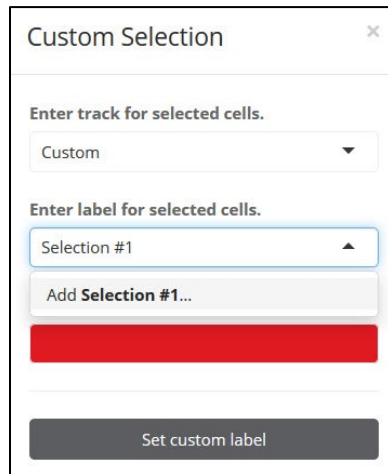 Custom Selection ×
Enter track for selected cells.
Custom
Enter label for selected cells.
Selection #1
Add Selection #1...
Set custom label